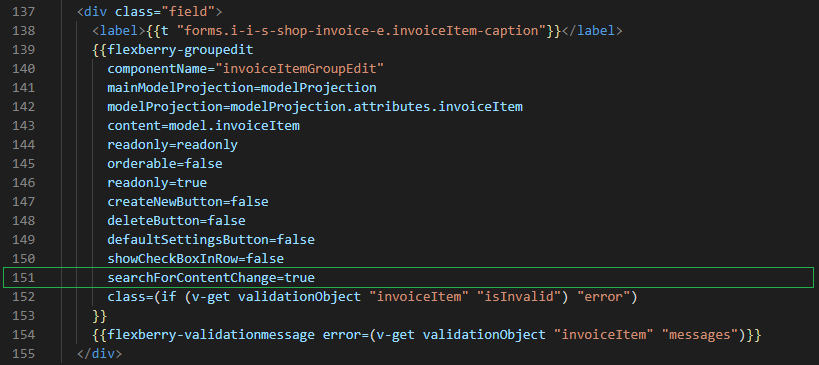 137 <div class="field">
138 <label>{{t "forms.i-i-s-shop-invoice-e.invoiceItem-caption"}}</label>
139 {{flexberry-groupedit
140 componentName="invoiceItemGroupEdit"
141 mainModelProjection=modelProjection
142 modelProjection=modelProjection.attributes.invoiceItem
143 content=model.invoiceItem
144 readonly=readonly
145 orderable=false
146 readonly=true
147 createNewButton=false
148 deleteButton=false
149 defaultSettingsButton=false
150 showCheckBoxInRow=false
151 searchForContentChange=true
152 class=(if (v-get validationObject "invoiceItem" "isInvalid") "error")
153 }}
154 {{flexberry-validationmessage error=(v-get validationObject "invoiceItem" "messages")}}
155 </div>